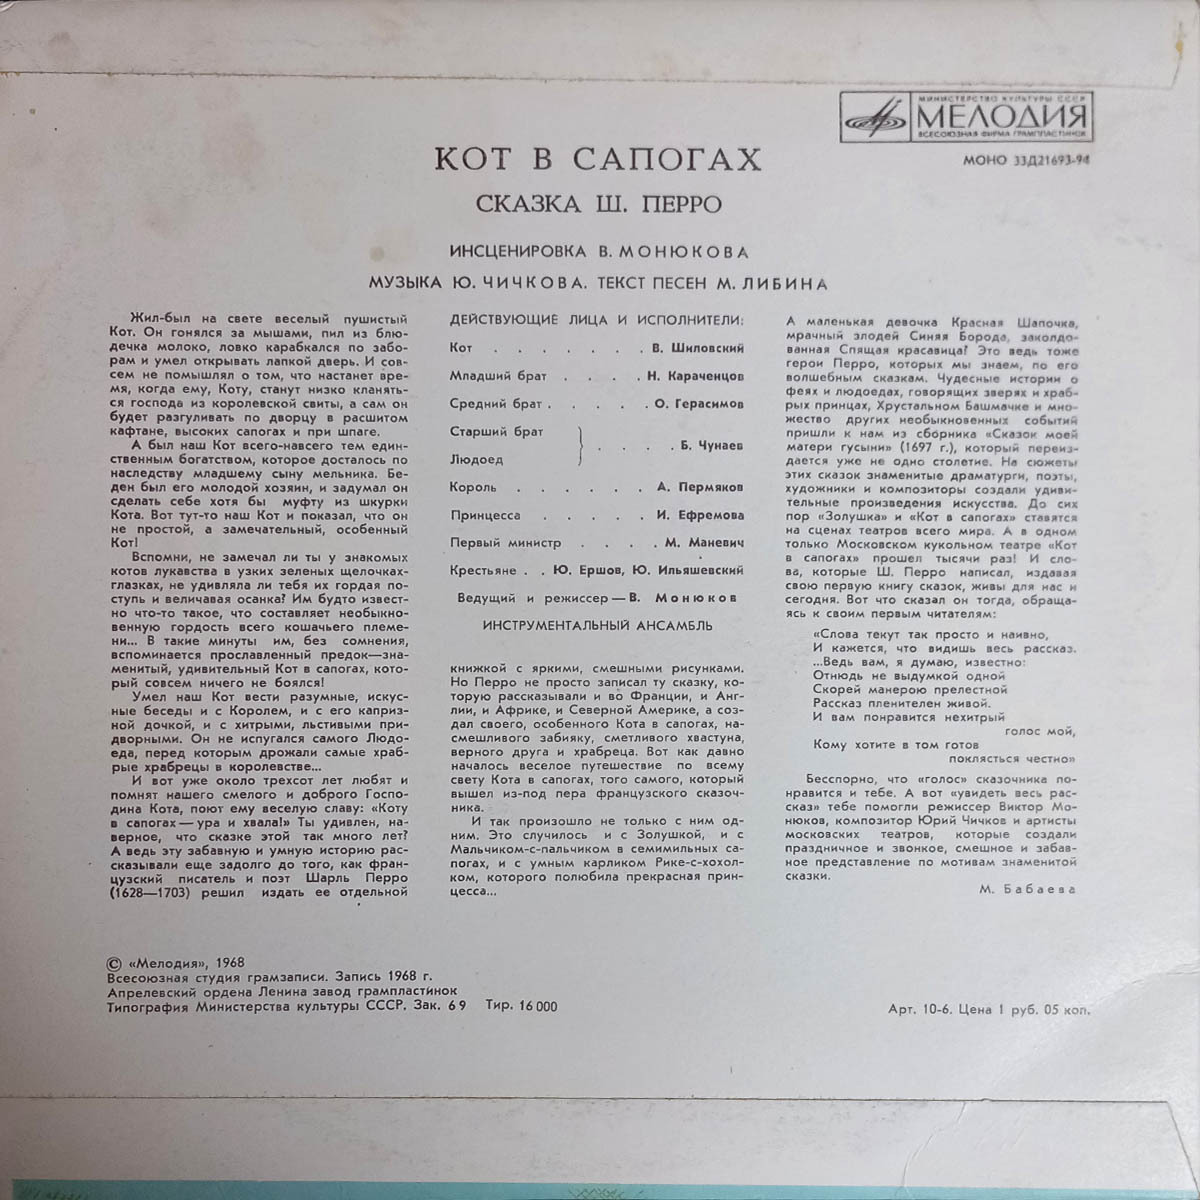 МИНИСТЕРСТВО КУЛЬТУРЫ СССР
МЕЛОДИЯ
ВСЕСОЮЗНАЯ ФИРМА ГРАМПЛАСТИНОК
МОНО 33Д21693-94
КОТ В САПОГАХ
СКАЗКА Ш. ПЕРРО
ИНСЦЕНИРОВКА В. МОНЮКОВА
МУЗЫКА Ю. ЧИЧКОВА. ТЕКСТ ПЕСЕН М. ЛИБИНА
Жил-был на свете веселый пушистый
Кот. Он гонялся за мышами, пил из блю-
дечка молоко, ловко карабкался по забо-
рам и умел открывать лапкой дверь. И сов-
сем не помышлял о том, что настанет вре-
мя, когда ему, Коту, станут низко кланять-
ся господа из королевской свиты, а сам он
будет разгуливать по дворцу в расшитом
кафтане, высоких сапогах и при шпаге.
А был наш Кот всего-навсего тем един-
ственным богатством, которое досталось по
наследству младшему сыну мельника. Бе-
ден был его молодой хозяин, и задумал он
сделать себе хотя бы муфту из шкурки
Кота. Вот тут-то наш Кот и показал, что он
не простой, а замечательный, особенный
Кот!
Вспомни, не замечал ли ты у знакомых
котов лукавства в узких зеленых щелочках-
глазках, не удивляла ли тебя их гордая по-
ступь и величавая осанка? Им будто извест-
но что-то такое, что составляет необыкно-
венную гордость всего кошачьего племе-
ни... В такие минуты им, без сомнения,
вспоминается прославленный предок—зна-
менитый, удивительный Кот в сапогах, кото-
рый совсем ничего не боялся!
Умел наш Кот вести разумные, искус-
ные беседы и с Королем, и с его каприз-
ной дочкой, и с хитрыми, льстивыми при-
дворными. Он не испугался самого Людо-
еда, перед которым дрожали самые храб-
рые храбрецы в королевстве...
И вот уже около трехсот лет любят и
помнят нашего смелого и доброго Госпо-
дина Кота, поют ему веселую славу: «Коту
в сапогах—ура и хвала!» Ты удивлен, на-
верное, что сказке этой так много лет?
А ведь эту забавную и умную историю рас-
сказывали еще задолго до того, как фран-
цузский писатель и поэт Шарль Перро
(1628—1703) решил издать ее отдельной
ДЕЙСТВУЮЩИЕ ЛИЦА И ИСПОЛНИТЕЛИ:
Кот . . . . . . . В. Шиловский
Младший брат . . . . Н. Караченцов
Средний брат . . . . . О. Герасимов
Старший брат
} . . . . Б. Чунаев
Людоед
Король . . . . . . А. Пермяков
Принцесса . . . . . И. Ефремова
Первый министр . . . . М. Маневич
Крестьяне . . Ю. Ершов, Ю. Ильяшевский
Ведущий и режиссер—В. Монюков
ИНСТРУМЕНТАЛЬНЫЙ АНСАМБЛЬ
книжкой с яркими, смешными рисунками.
Но Перро не просто записал ту сказку, ко-
торую рассказывали и во Франции, и в Анг-
лии, и Африке, и Северной Америке, а со-
здал своего, особенного Кота в сапогах, на-
смешливого забияку, сметливого хвастуна,
верного друга и храбреца. Вот как давно
началось веселое путешествие по всему
свету Кота в сапогах, того самого, который
вышел из-под пера французского сказоч-
ника.
И так произошло не только с ним од-
ним. Это случилось и с Золушкой, и с
Мальчиком-с-пальчиком в семимильных са-
погах, и с умным карликом Рике-с-хохол-
ком, которого полюбила прекрасная прин-
цесса...
А маленькая девочка Красная Шапочка,
мрачный злодей Синяя Борода, заколдо-
ванная Спящая красавица? Это ведь тоже
герои Перро, которых мы знаем, по его
волшебным сказкам. Чудесные истории о
феях и людоедах, говорящих зверях и храб-
рых принцах, Хрустальном Башмачке и мно-
жество других необыкновенных событий
пришли к нам из сборника «Сказок моей
матери гусыни» (1697 г.), который переиз-
дается уже не одно столетие. На сюжеты
этих сказок знаменитые драматурги, поэты,
художники и композиторы создали удиви-
тельные произведения искусства. До сих
пор «Золушка» и «Кот в сапогах» ставятся
на сценах театров всего мира. А в одном
только Московском кукольном театре «Кот
в сапогах» прошел тысячи раз! И сло-
ва, которые Ш. Перро написал, издавая
свою первую книгу сказок, живы для нас и
сегодня. Вот что сказал он тогда, обраща-
ясь к своим первым читателям:
«Слова текут так просто и наивно,
И кажется, что видишь весь рассказ.
...Ведь вам, я думаю, известно:
Отнюдь не выдумкой одной
Скорей манерою прелестной
Рассказ пленителен живой.
И вам понравится нехитрый
голос мой,
Кому хотите в том готов
поклясться честно»
Бесспорно, что «голос» сказочника по-
нравится и тебе. А вот «увидеть весь рас-
сказ» тебе помогли режиссер Виктор Мо-
нюков, композитор Юрий Чичков и артисты
московских театров, которые создали
праздничное и звонкое, смешное и забав-
ное представление по мотивам знаменитой
сказки.
М. Бабаева
© «Мелодия», 1968
Всесоюзная студия грамзаписи. Запись 1968 г.
Апрелевский ордена Ленина завод грампластинок
Типография Министерства культуры СССР. Зак. 69 Тир. 16 000
Арт. 10-6. Цена 1 руб. 05 коп.